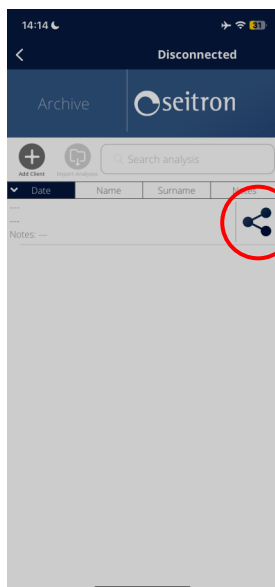 14:14
31
Disconnected
Archive
seitron
Search analysis
Add Client
Import Analysis
Date Name Surname Notes
---
---
Notes: ---